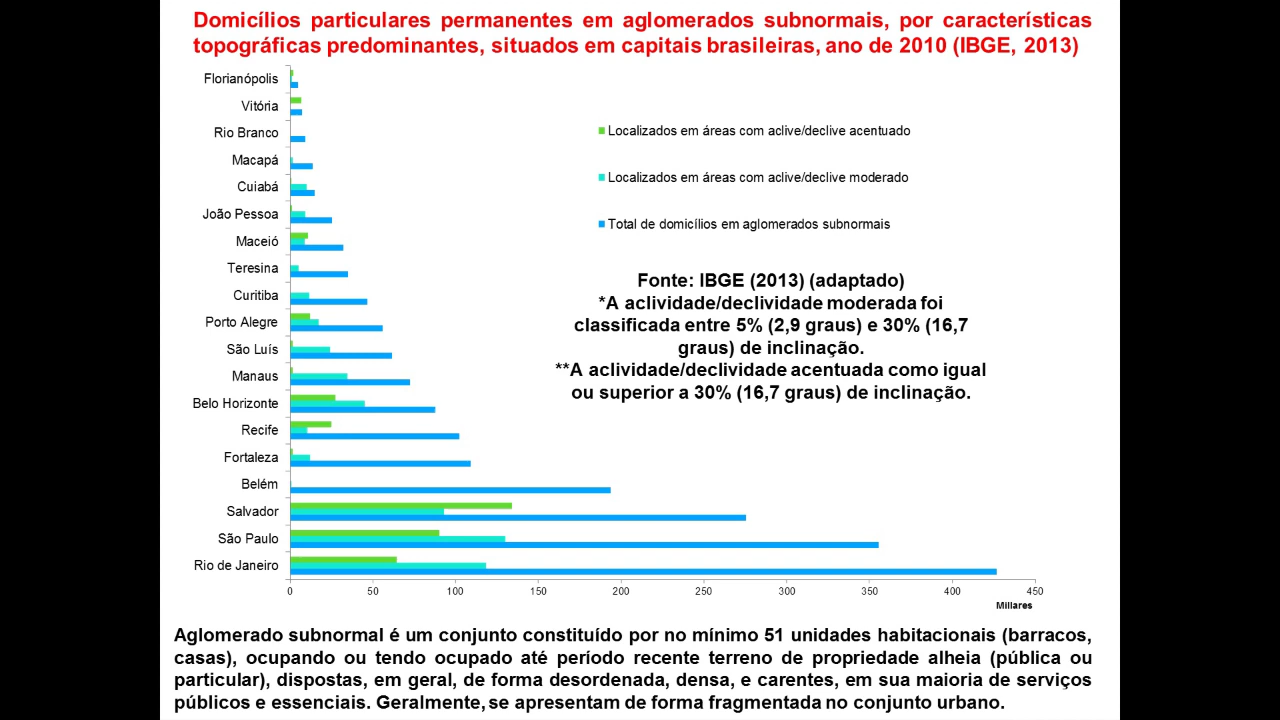 Domicílios particulares permanentes em aglomerados subnormais, por características
topográficas predominantes, situados em capitais brasileiras, ano de 2010 (IBGE, 2013)
Florianópolis
Vitória
Rio Branco
Macapá
Cuiabá
João Pessoa
Maceió
Teresina
Curitiba
Porto Alegre
São Luís
Manaus
Belo Horizonte
Recife
Fortaleza
Belém
Salvador
São Paulo
Rio de Janeiro
Localizados em áreas com aclive/declive acentuado
Localizados em áreas com aclive/declive moderado
Total de domicílios em aglomerados subnormais
Fonte: IBGE (2013) (adaptado)
*A aclividade/declividade moderada foi
classificada entre 5% (2,9 graus) e 30% (16,7
graus) de inclinação.
**A aclividade/declividade acentuada como igual
ou superior a 30% (16,7 graus) de inclinação.
0 50 100 150 200 250 300 350 400 450
Millares
Aglomerado subnormal é um conjunto constituído por no mínimo 51 unidades habitacionais (barracos,
casas), ocupando ou tendo ocupado até período recente terreno de propriedade alheia (pública ou
particular), dispostas, em geral, de forma desordenada, densa, e carentes, em sua maioria de serviços
públicos e essenciais. Geralmente, se apresentam de forma fragmentada no conjunto urbano.